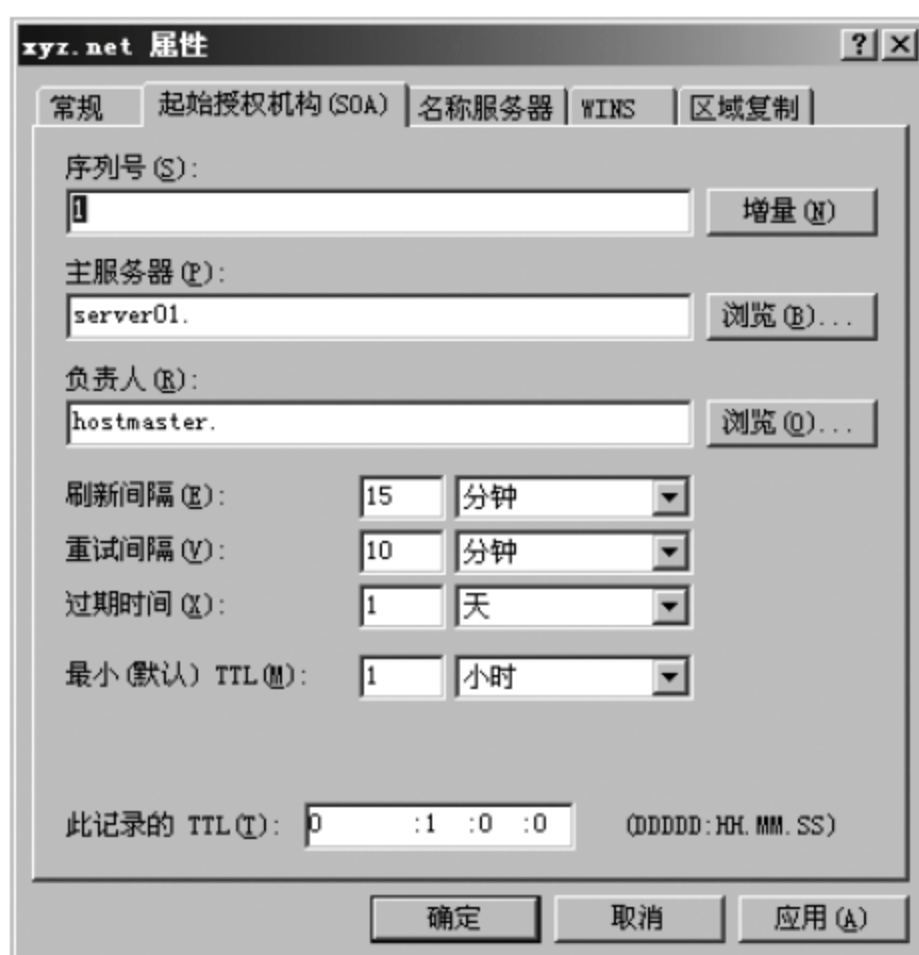 xyz.net 属性
常规 起始授权机构(SOA) 名称服务器 WINS 区域复制
序列号(S):
1 增量(N)
主服务器(P):
server01. 浏览(B)...
负责人(R):
hostmaster. 浏览(O)...
刷新间隔(E): 15 分钟
重试间隔(V): 10 分钟
过期时间(X): 1 天
最小(默认) TTL(M): 1 小时
此记录的 TTL(T): 0 :1 :0 :0 (DDDDD:HH.MM.SS)
确定 取消 应用(A)